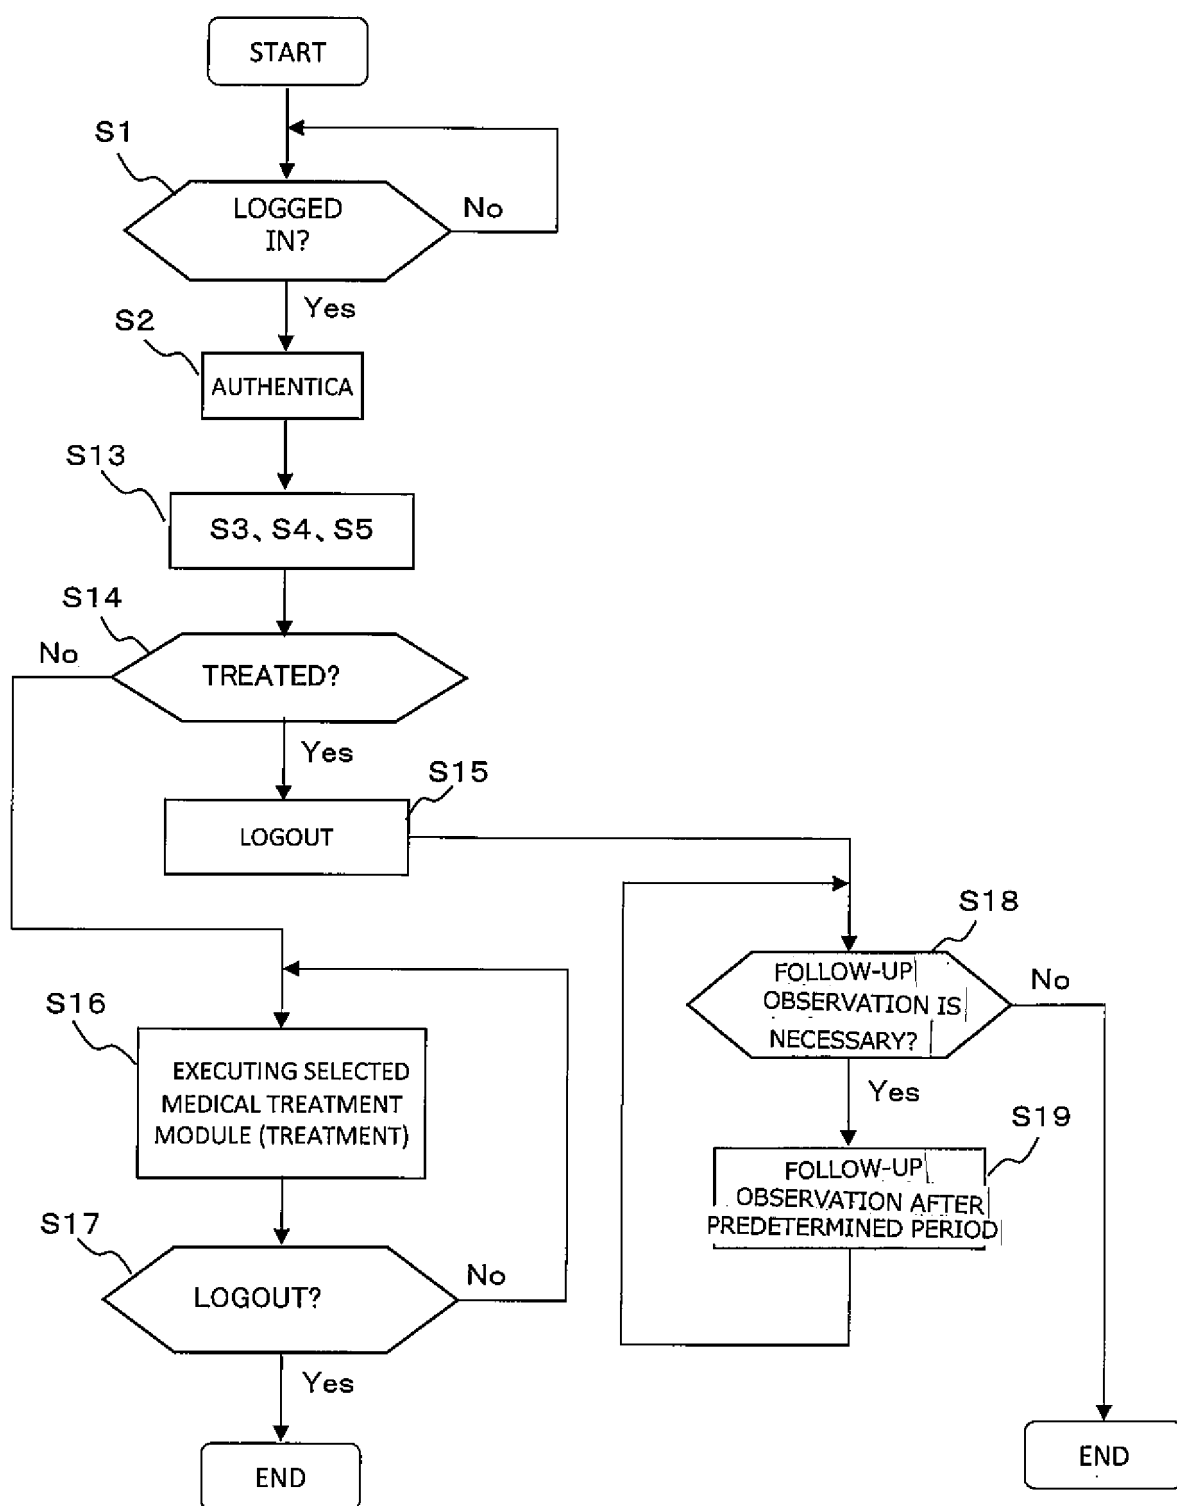 START
S1
LOGGED
IN?
No
Yes
S2
AUTHENTICA
S13
S3、S4、S5
S14
No
TREATED?
Yes
S15
LOGOUT
S18
FOLLOW-UP
OBSERVATION IS
NECESSARY?
No
Yes
S16
EXECUTING SELECTED
MEDICAL TREATMENT
MODULE (TREATMENT)
S19
FOLLOW-UP
OBSERVATION AFTER
PREDETERMINED PERIOD
S17
LOGOUT?
No
Yes
END
END